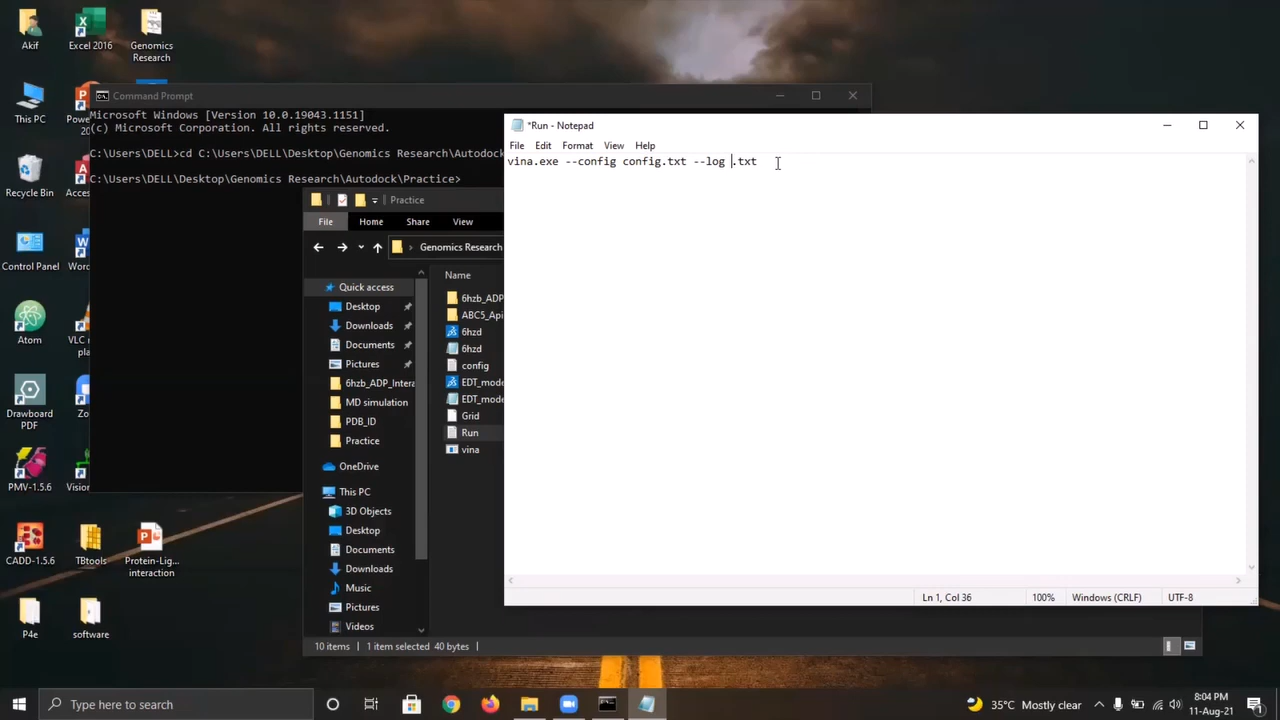 Akif
Excel 2016
Genomics
Research
This PC
Recycle Bin
Control Panel
Atom
Drawboard
PDF
PMV-1.5.6
CADD-1.5.6
TBtools
Protein-Lig...
interaction
P4e
software
Command Prompt
Microsoft Windows [Version 10.0.19043.1151]
(c) Microsoft Corporation. All rights reserved.
C:\Users\DELL>cd C:\Users\DELL\Desktop\Genomics Research\Autodock
C:\Users\DELL\Desktop\Genomics Research\Autodock\Practice>
Practice
File Home Share View
Genomics Research
Name
Quick access
Desktop
Downloads
Documents
Pictures
6hzb_ADP_Intera
MD simulation
PDB_ID
Practice
OneDrive
This PC
3D Objects
Desktop
Documents
Downloads
Music
Pictures
Videos
6hzb_ADP
ABC5_Api
6hzd
6hzd
config
EDT_mode
EDT_mode
Grid
Run
vina
10 items 1 item selected 40 bytes
*Run - Notepad
File Edit Format View Help
vina.exe --config config.txt --log .txt
Ln 1, Col 36 100% Windows (CRLF) UTF-8
Type here to search
35°C Mostly clear
8:04 PM
11-Aug-21